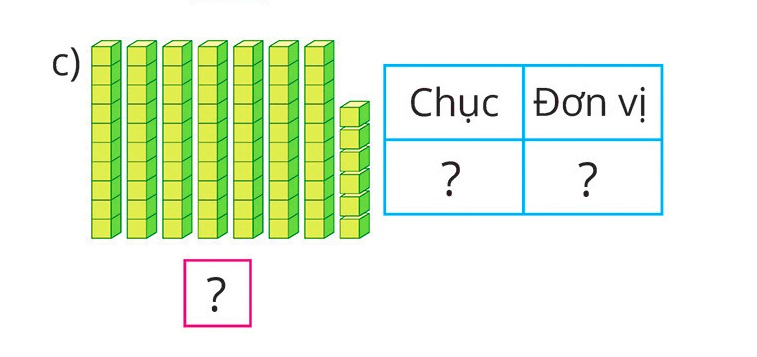 c)
Chục Đơn vị
? ?
?